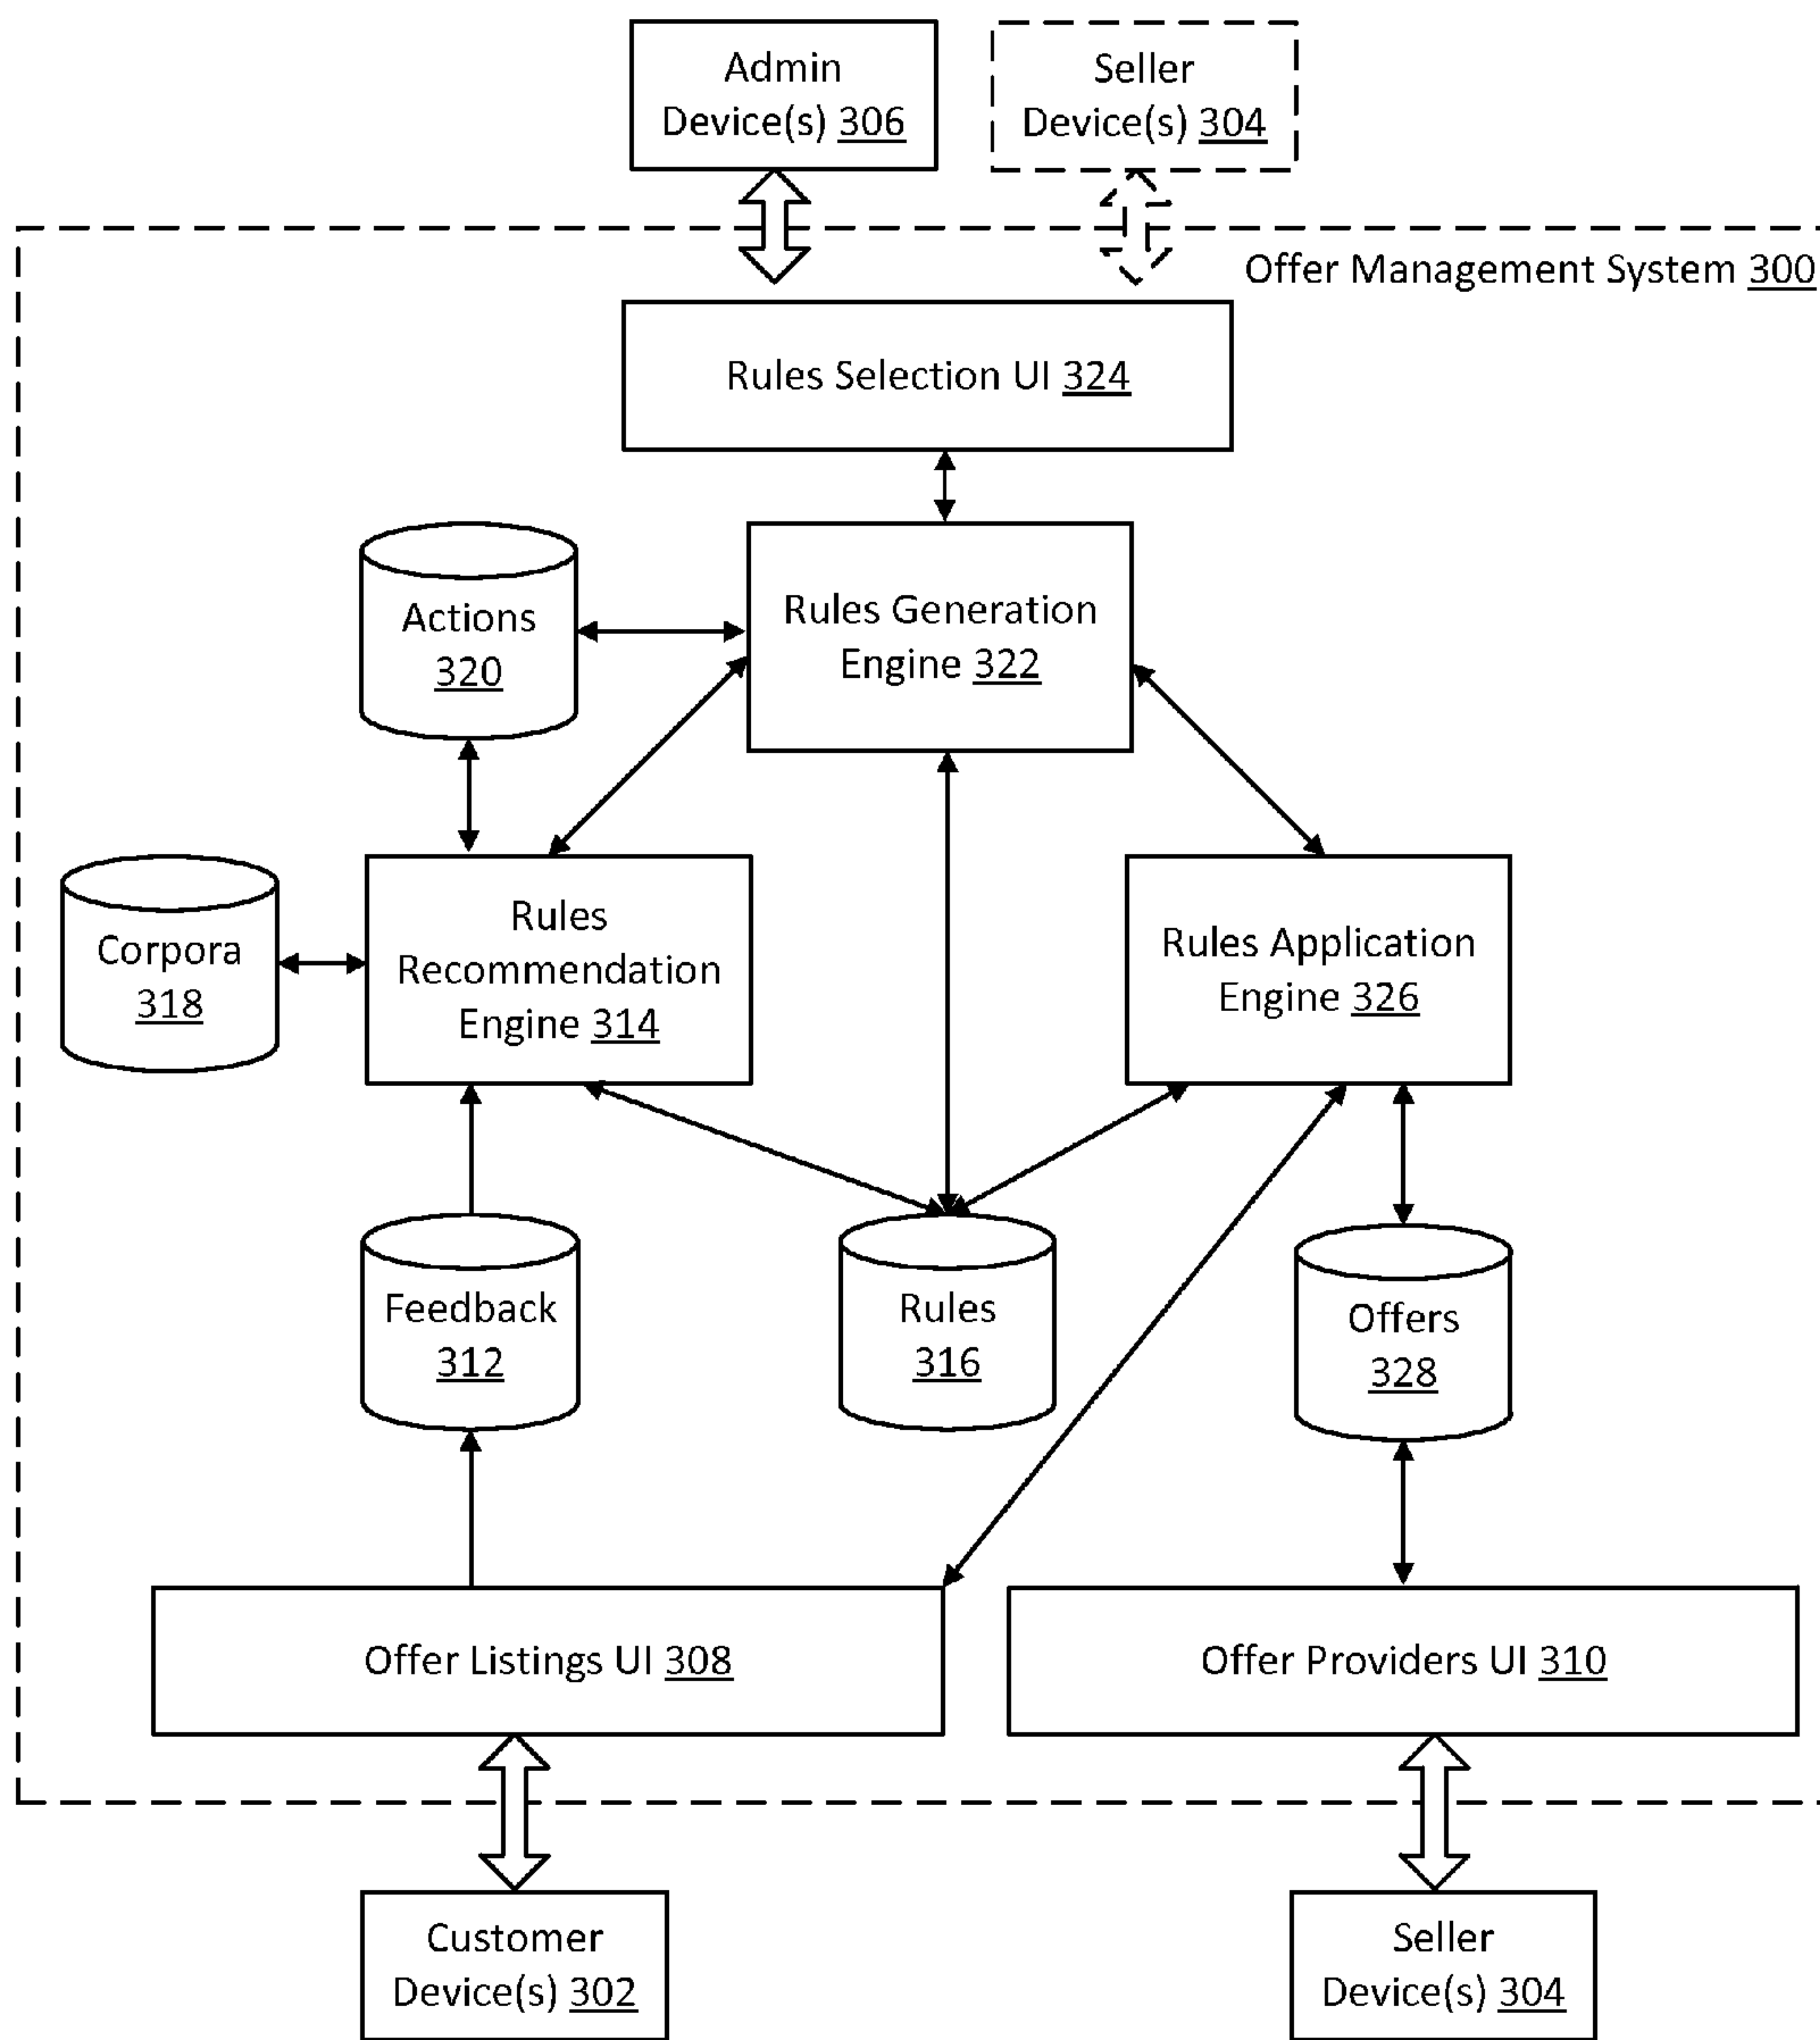 Admin
Device(s) 306
Seller
Device(s) 304
Offer Management System 300
Rules Selection UI 324
Actions
320
Rules Generation
Engine 322
Corpora
318
Rules
Recommendation
Engine 314
Rules Application
Engine 326
Feedback
312
Rules
316
Offers
328
Offer Listings UI 308
Offer Providers UI 310
Customer
Device(s) 302
Seller
Device(s) 304